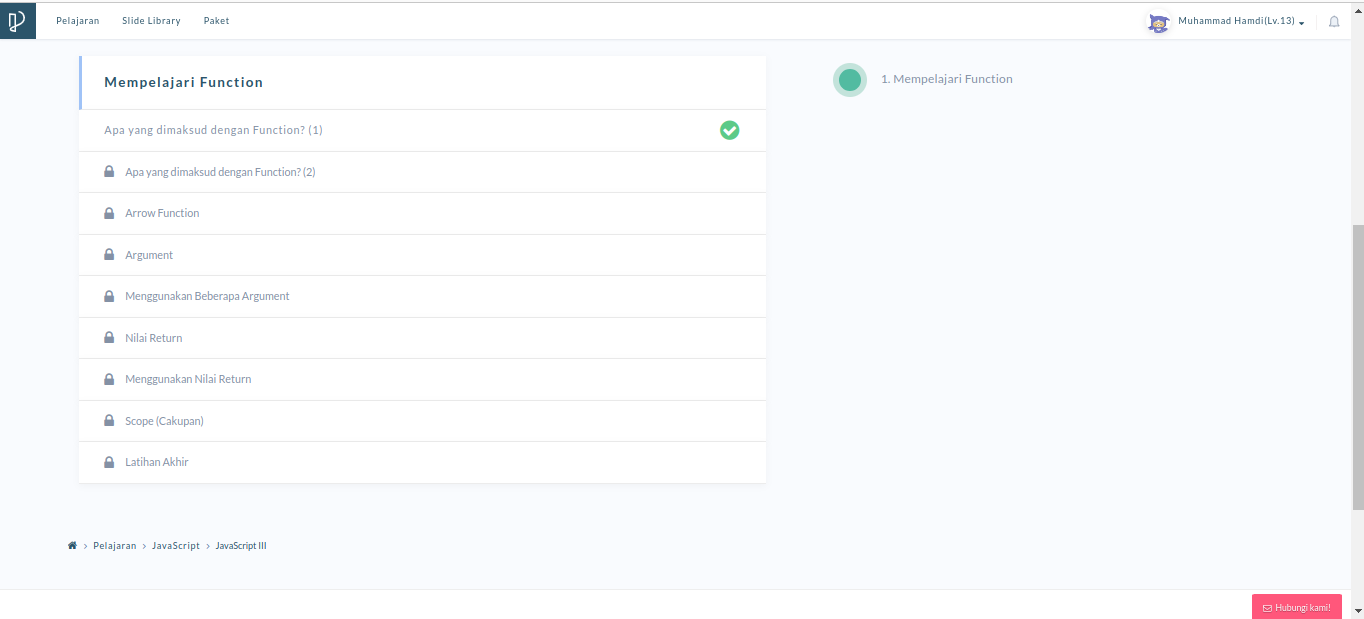 Pelajaran Slide Library Paket Muhammad Hamdi(Lv.13)
Mempelajari Function
Apa yang dimaksud dengan Function? (1)
Apa yang dimaksud dengan Function? (2)
Arrow Function
Argument
Menggunakan Beberapa Argument
Nilai Return
Menggunakan Nilai Return
Scope (Cakupan)
Latihan Akhir
1. Mempelajari Function
> Pelajaran > JavaScript > JavaScript III
Hubungi kami!